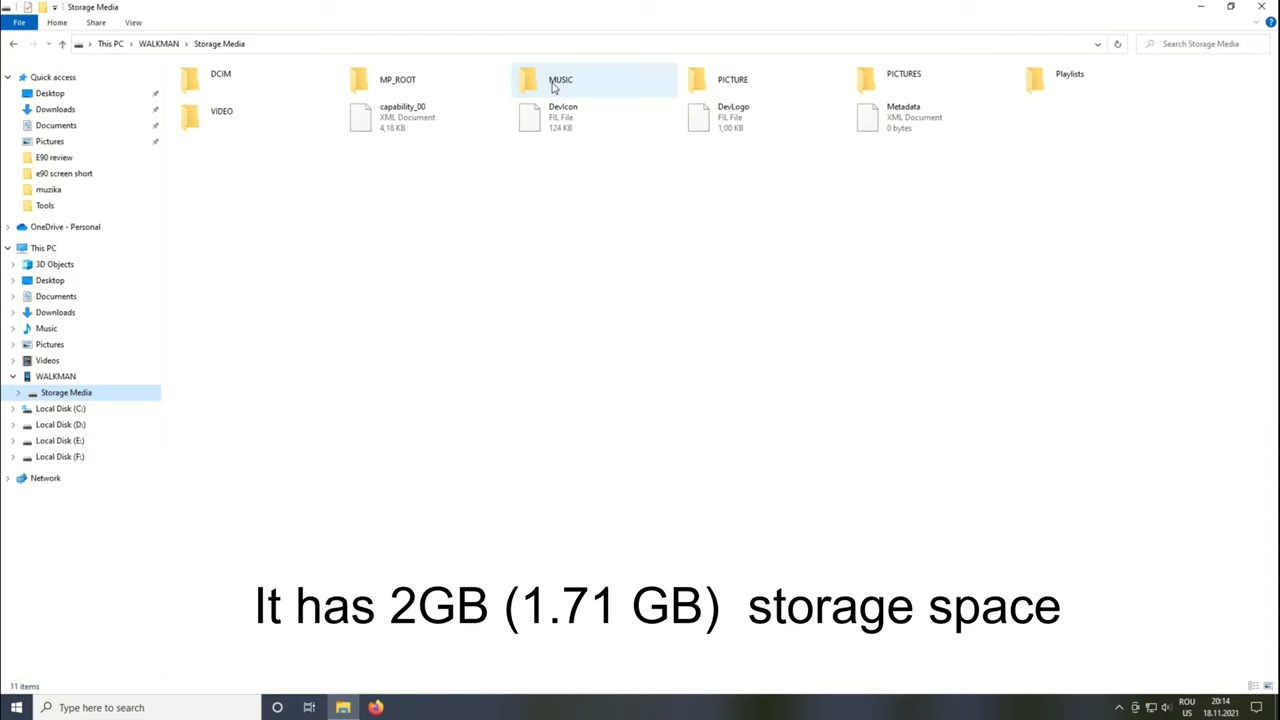 Storage Media
File
Home
Share
View
This PC
WALKMAN
Storage Media
Search Storage Media
Quick access
Desktop
Downloads
Documents
Pictures
E90 review
e90 screen short
muzika
Tools
OneDrive - Personal
This PC
3D Objects
Desktop
Documents
Downloads
Music
Pictures
Videos
WALKMAN
Storage Media
Local Disk (C:)
Local Disk (D:)
Local Disk (E:)
Local Disk (F:)
Network
DCIM
MP_ROOT
MUSIC
PICTURE
PICTURES
Playlists
VIDEO
capability_00
XML Document
4,18 KB
DevIcon
FIL File
124 KB
DevLogo
FIL File
1,00 KB
Metadata
XML Document
0 bytes
It has 2GB (1.71 GB) storage space
11 items
Type here to search
ROU
US
20:14
18.11.2021